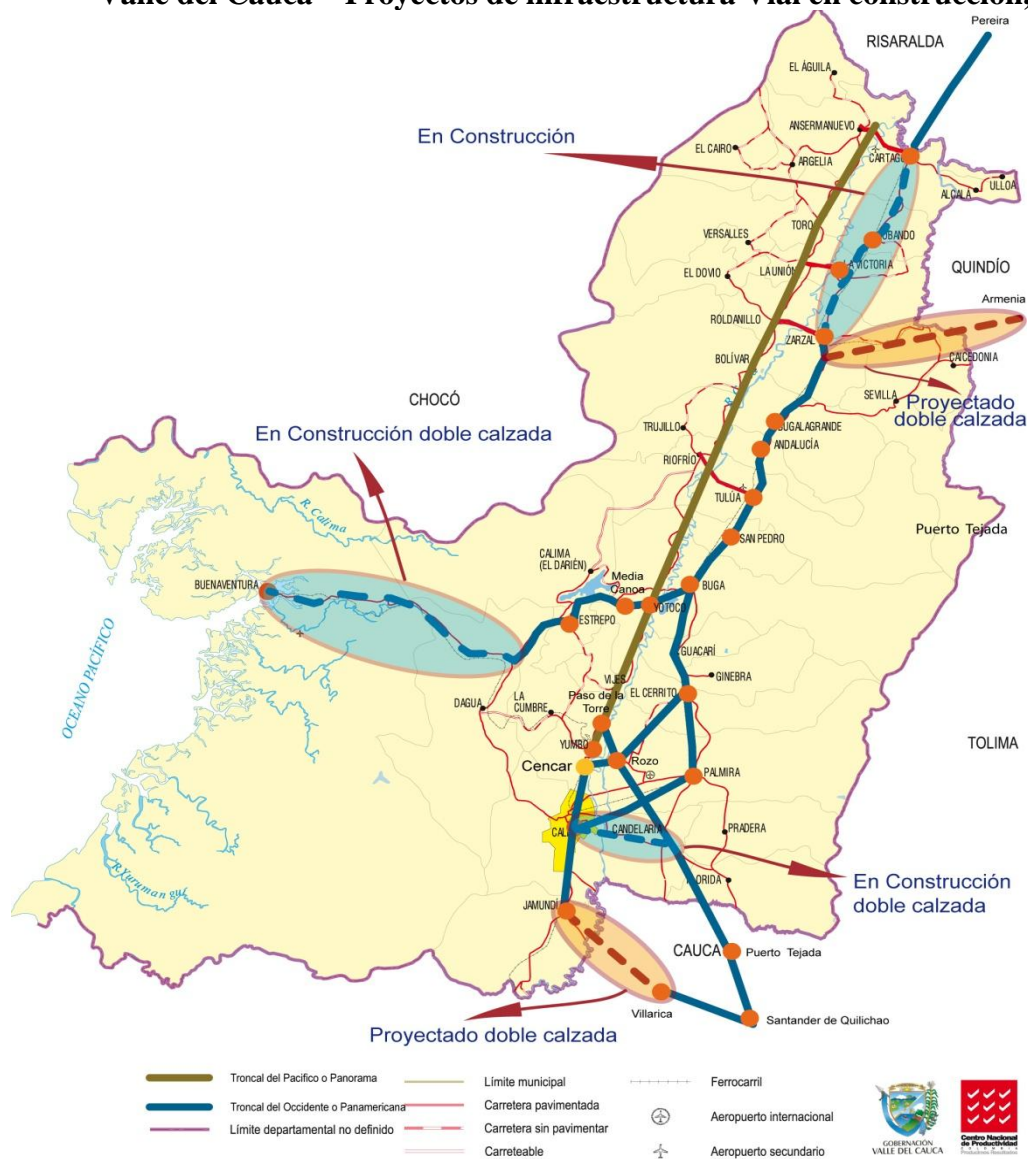 Valle del Cauca – Proyectos de infraestructura vial en construcción,
Pereira
RISARALDA
EL ÁGUILA
ANSERMANUEVO
En Construcción
EL CAIRO
ARGELIA
CARTAGO
ALCALÁ
ULLOA
TORO
VERSALLES
OBANDO
LA UNIÓN
LA VICTORIA
EL DOVIO
QUINDÍO
Armenia
ROLDANILLO
ZARZAL
BOLÍVAR
CAICEDONIA
SEVILLA
CHOCÓ
Proyectado
doble calzada
En Construcción doble calzada
TRUJILLO
BUGALAGRANDE
ANDALUCÍA
RIOFRÍO
TULÚA
R. Calima
SAN PEDRO
Puerto Tejada
CALIMA
(EL DARIÉN)
Media
Canoa
BUENAVENTURA
BUGA
YOTOCO
ESTREPO
GUACARÍ
OCEANO PACÍFICO
GINEBRA
VIJES
EL CERRITO
Paso de la
Torre
DAGUA
LA
CUMBRE
TOLIMA
YUMBO
Cencar
Rozo
PALMIRA
CALI
CANDELARIA
PRADERA
R Yurumanguí
LORIDA
En Construcción
doble calzada
JAMUNDÍ
CAUCA
Puerto Tejada
Villarica
Santander de Quilichao
Proyectado doble calzada
Troncal del Pacifico o Panorama
Límite municipal
Ferrocarril
Troncal del Occidente o Panamericana
Carretera pavimentada
Aeropuerto internacional
Límite departamental no definido
Carretera sin pavimentar
Carreteable
Aeropuerto secundario
GOBERNACIÓN
VALLE DEL CAUCA
Centro Nacional
de Productividad
COLOMBIA